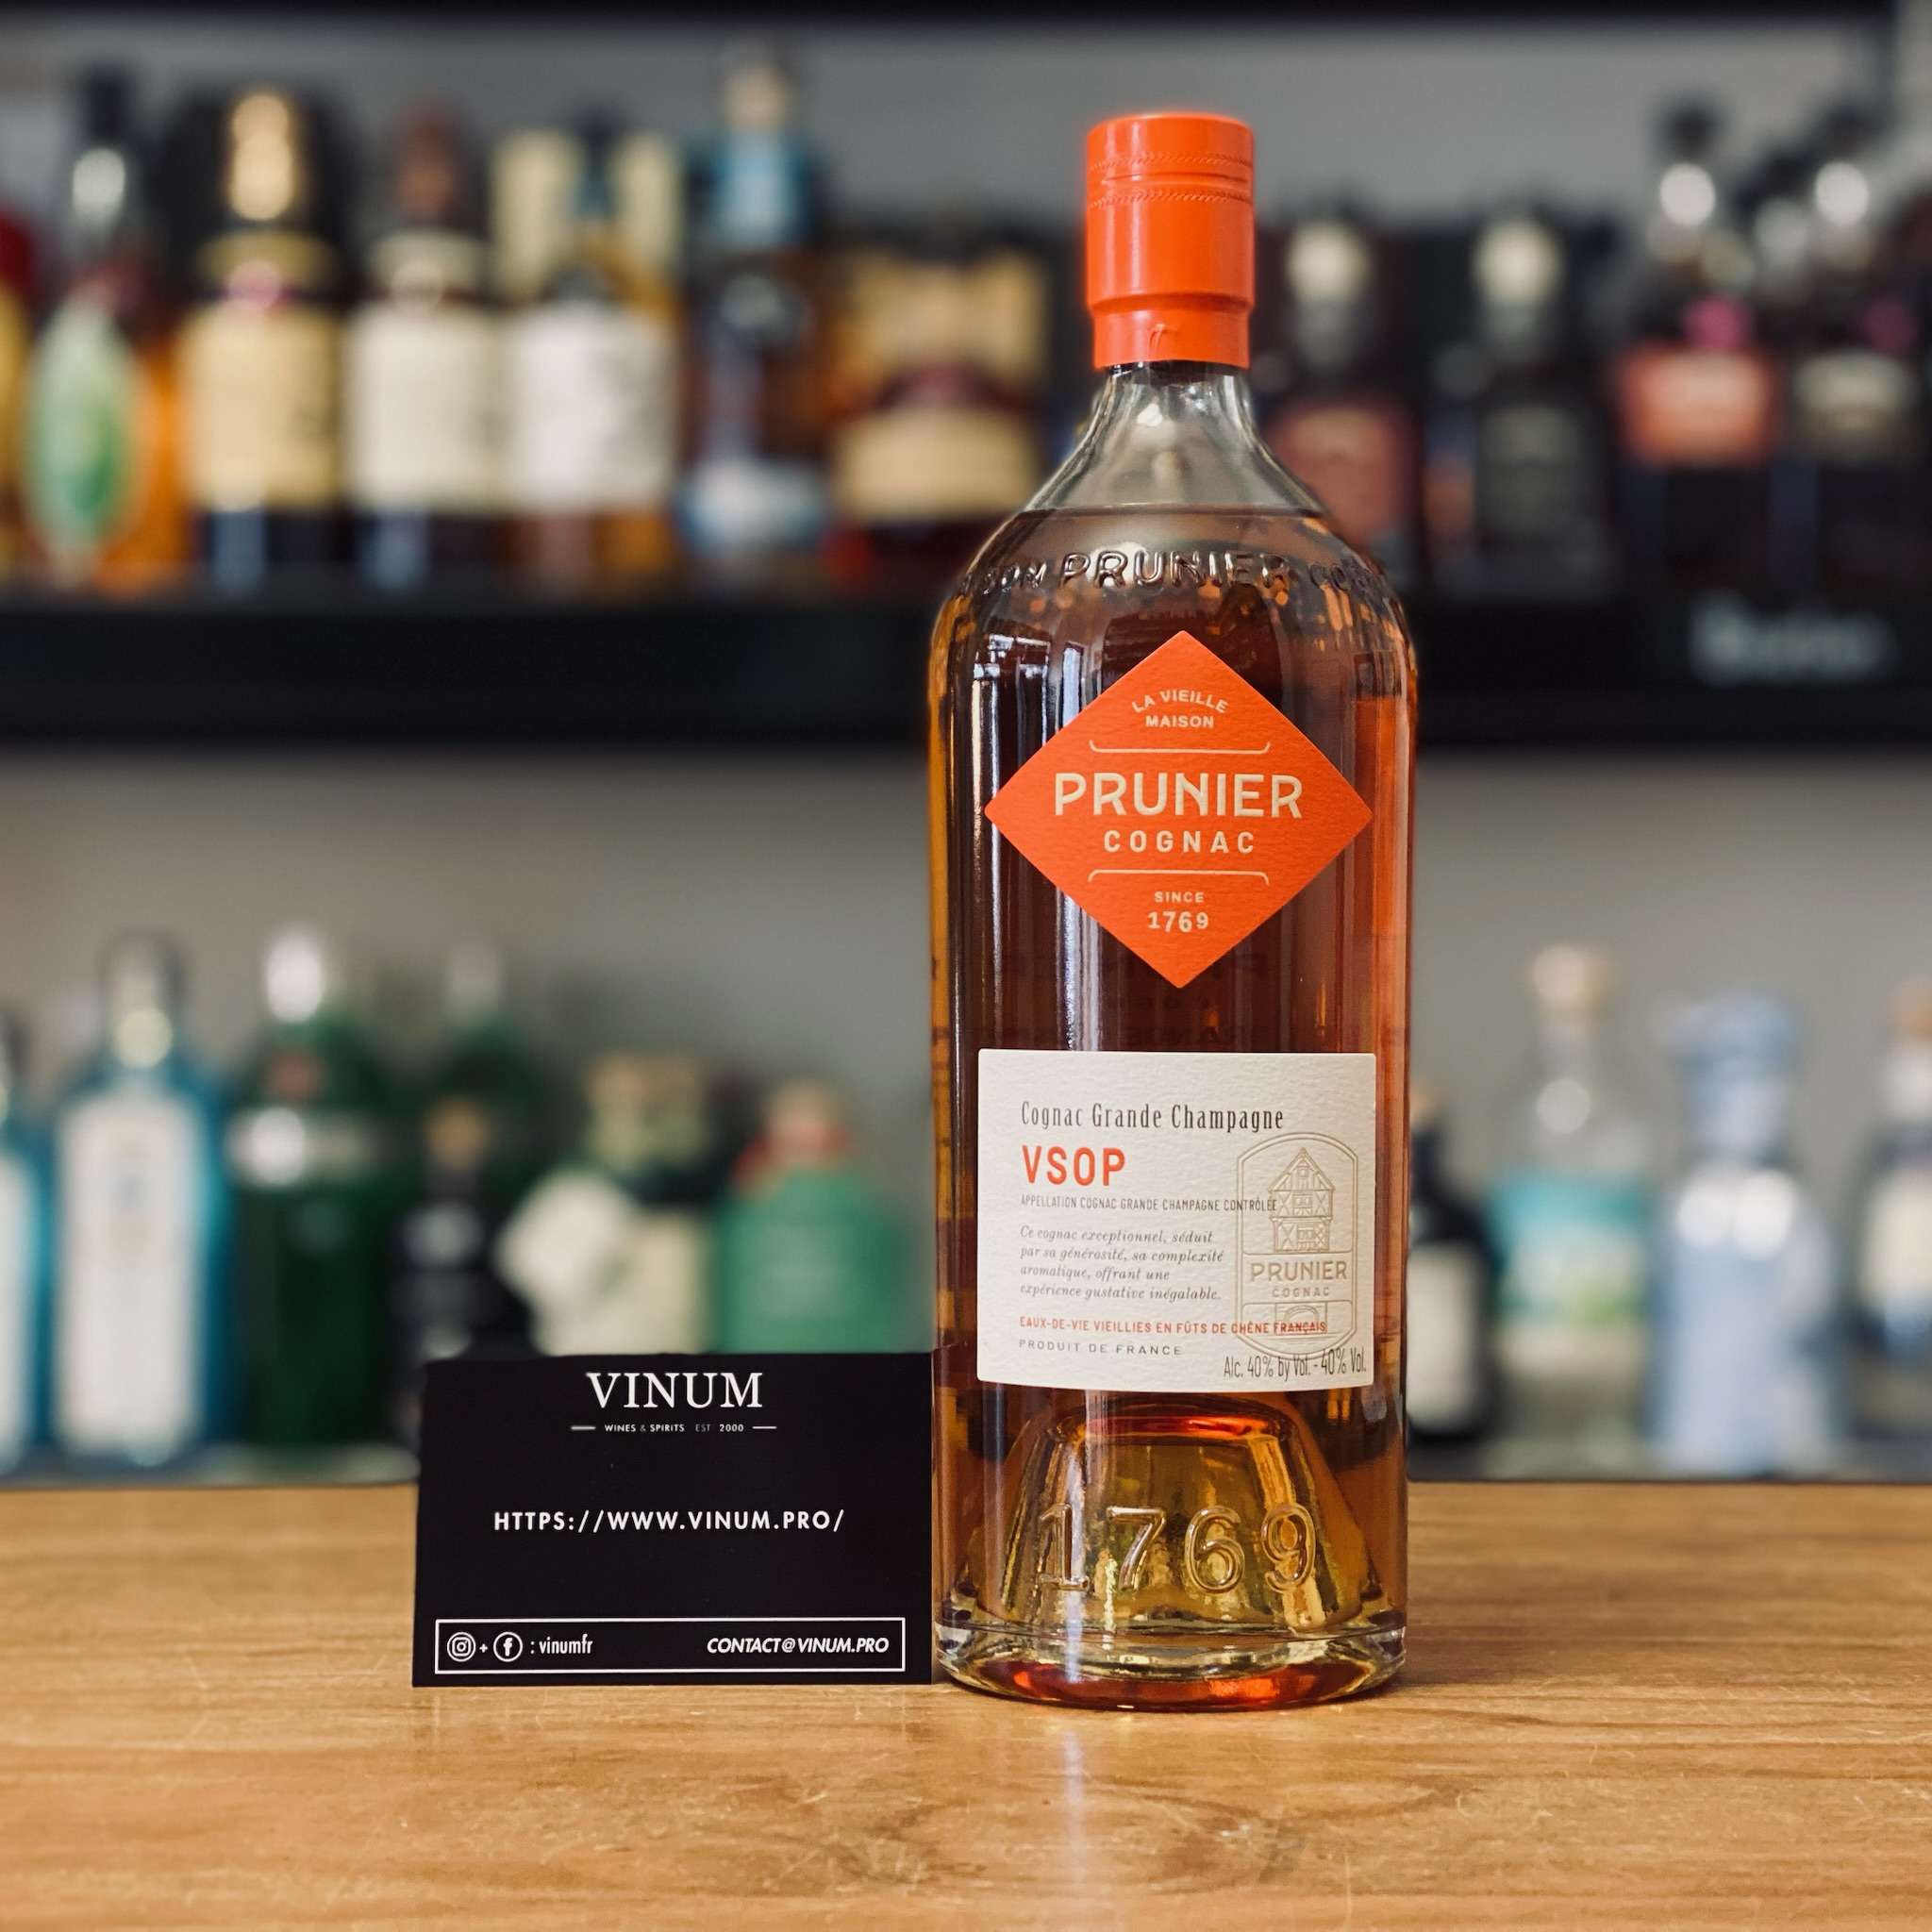 PRUNIER
LA VIEILLE
MAISON
PRUNIER
COGNAC
SINCE
1769
Cognac Grande Champagne
VSOP
APPELLATION COGNAC GRANDE CHAMPAGNE CONTRÔLÉE
Ce cognac exceptionnel, séduit
par sa générosité, sa complexité
aromatique, offrant une
expérience gustative inégalable.
PRUNIER
COGNAC
EAUX-DE-VIE VIEILLIES EN FÛTS DE CHÊNE FRANÇAIS
PRODUIT DE FRANCE
Alc. 40% by Vol. - 40% Vol.
1769
VINUM
WINES & SPIRITS EST 2000
HTTPS://WWW.VINUM.PRO/
+ : vinumfr
CONTACT@VINUM.PRO